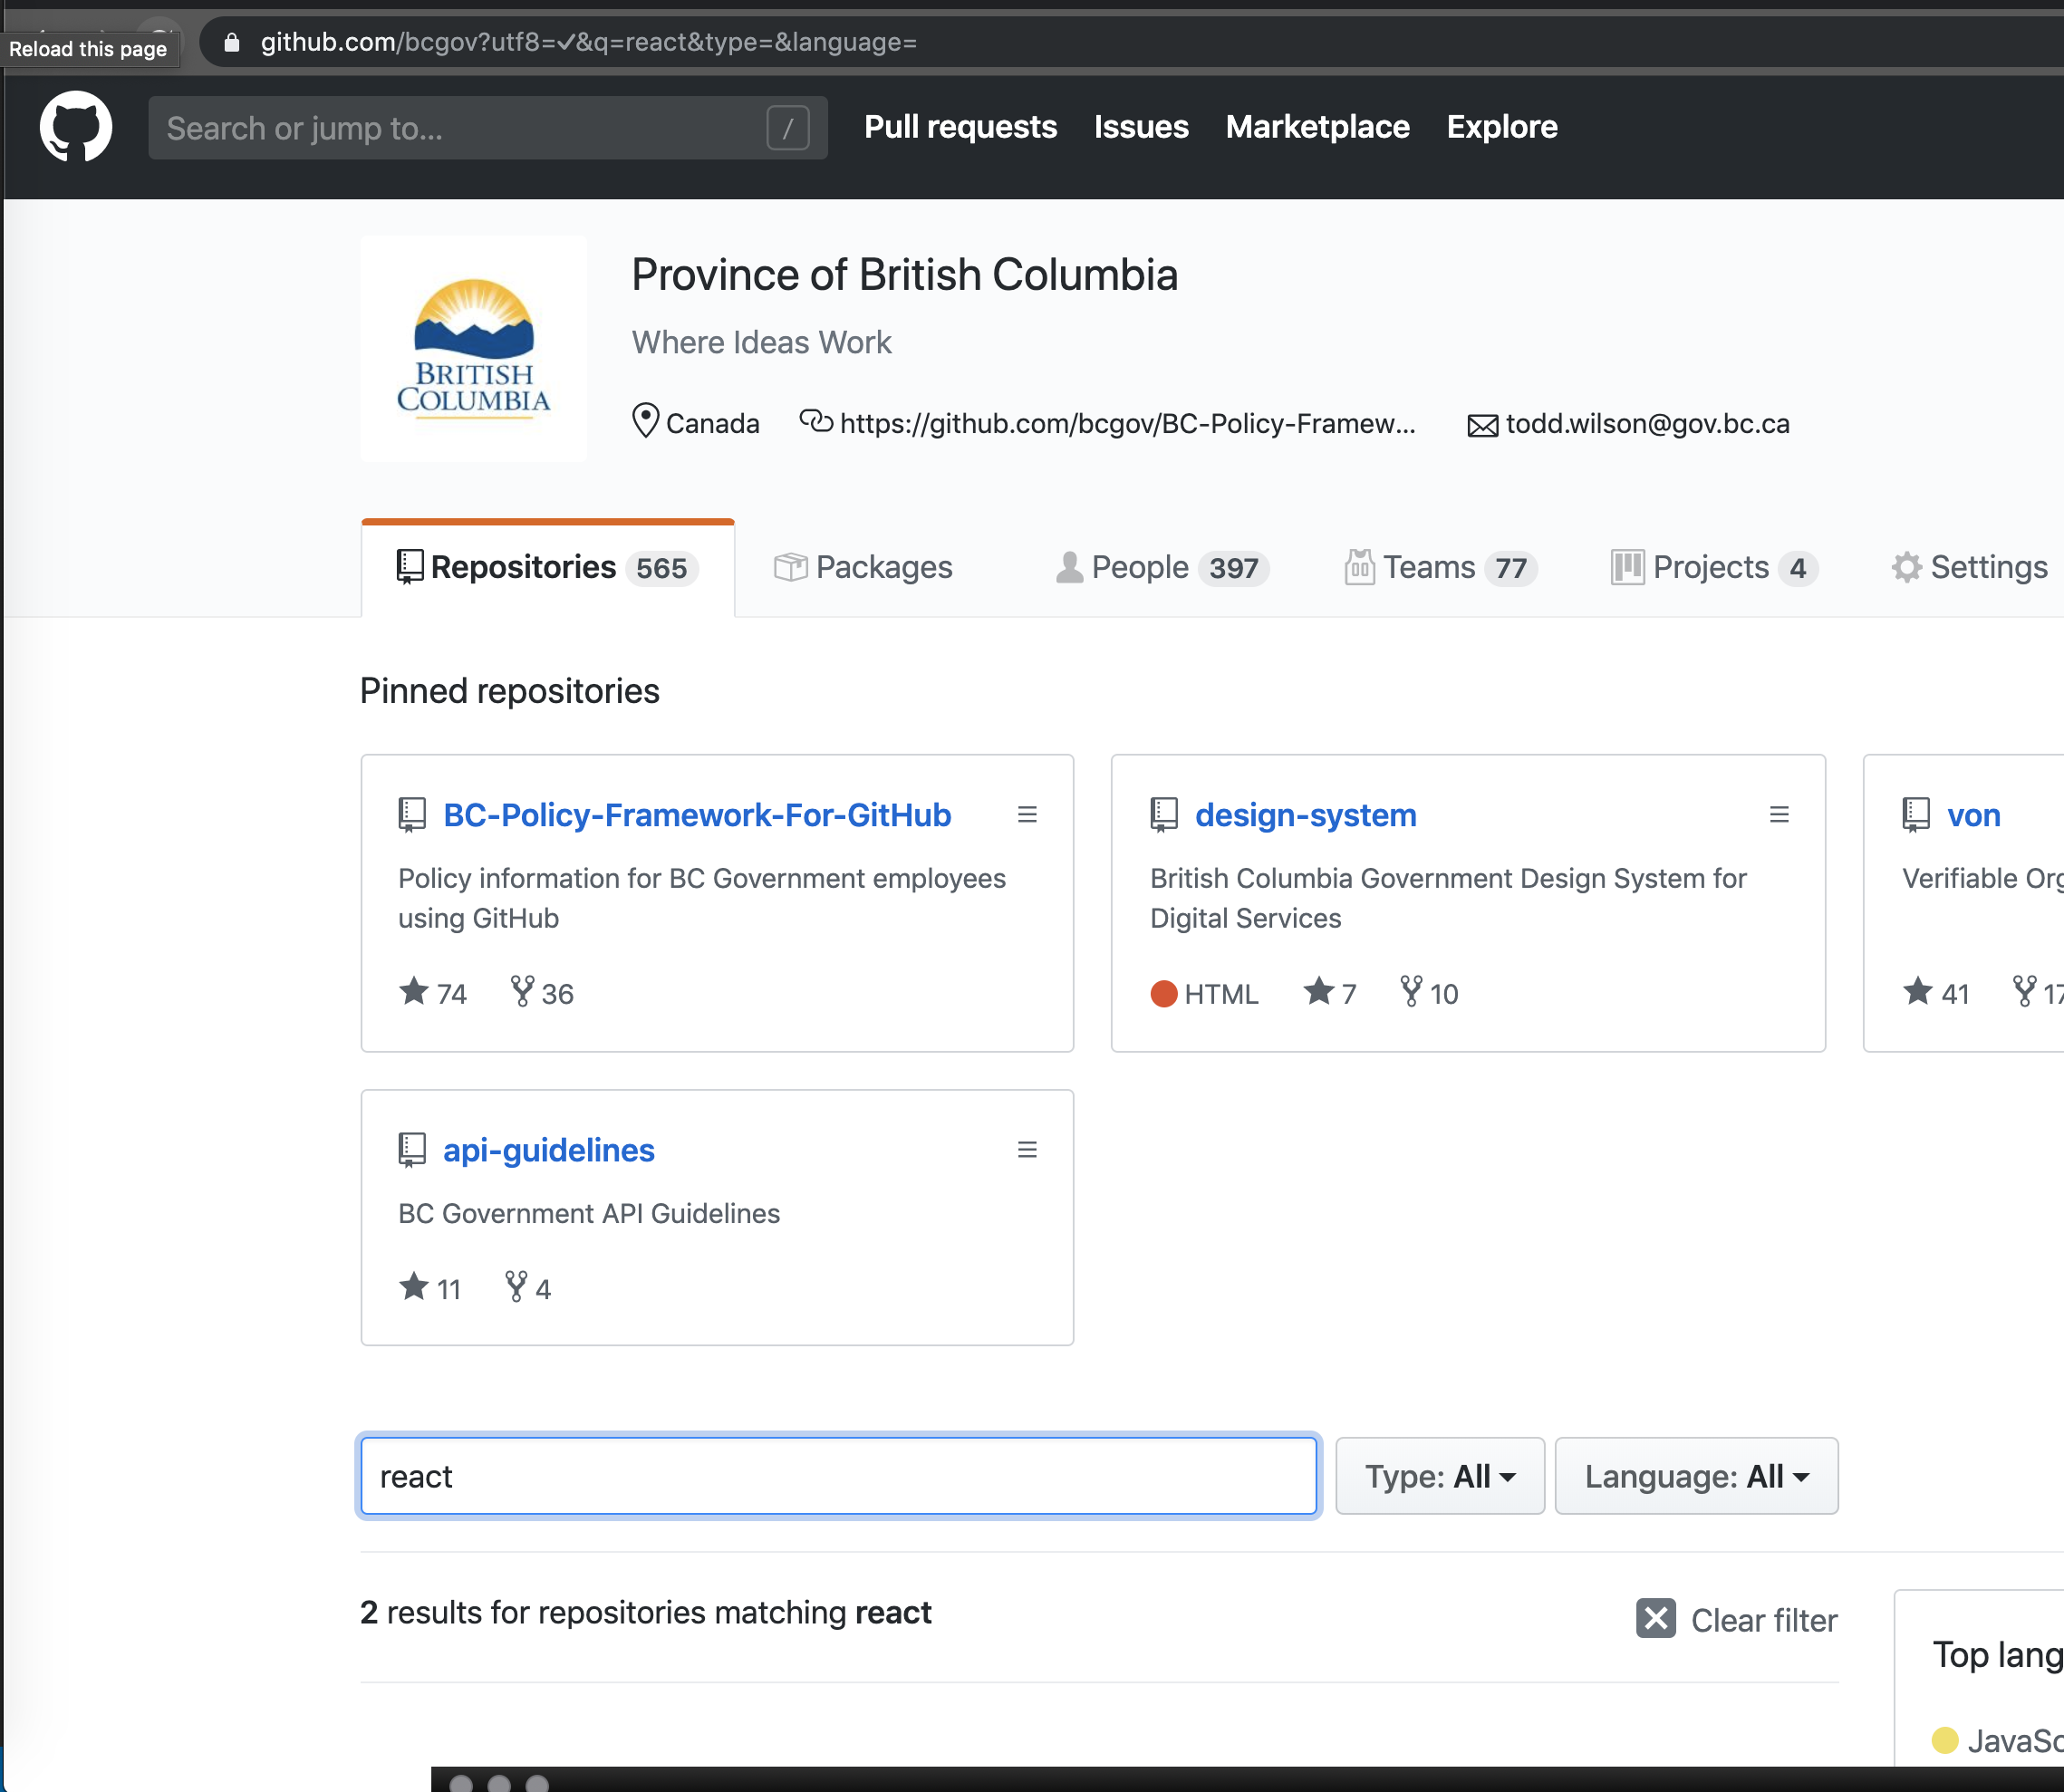 Reload this page
github.com/bcgov?utf8=✓&q=react&type=&language=
Search or jump to...
/
Pull requests
Issues
Marketplace
Explore
BRITISH
COLUMBIA
Province of British Columbia
Where Ideas Work
Canada
https://github.com/bcgov/BC-Policy-Framew...
todd.wilson@gov.bc.ca
Repositories 565
Packages
People 397
Teams 77
Projects 4
Settings
Pinned repositories
BC-Policy-Framework-For-GitHub
Policy information for BC Government employees
using GitHub
74
36
design-system
British Columbia Government Design System for
Digital Services
HTML
7
10
von
Verifiable Org
41
17
api-guidelines
BC Government API Guidelines
11
4
react
Type: All
Language: All
2 results for repositories matching react
Clear filter
Top lang
JavaSc